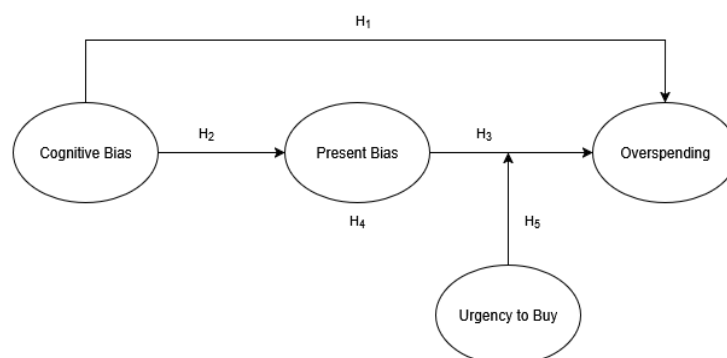 H₁
Cognitive Bias
H₂
Present Bias
H₃
Overspending
H₄
H₅
Urgency to Buy